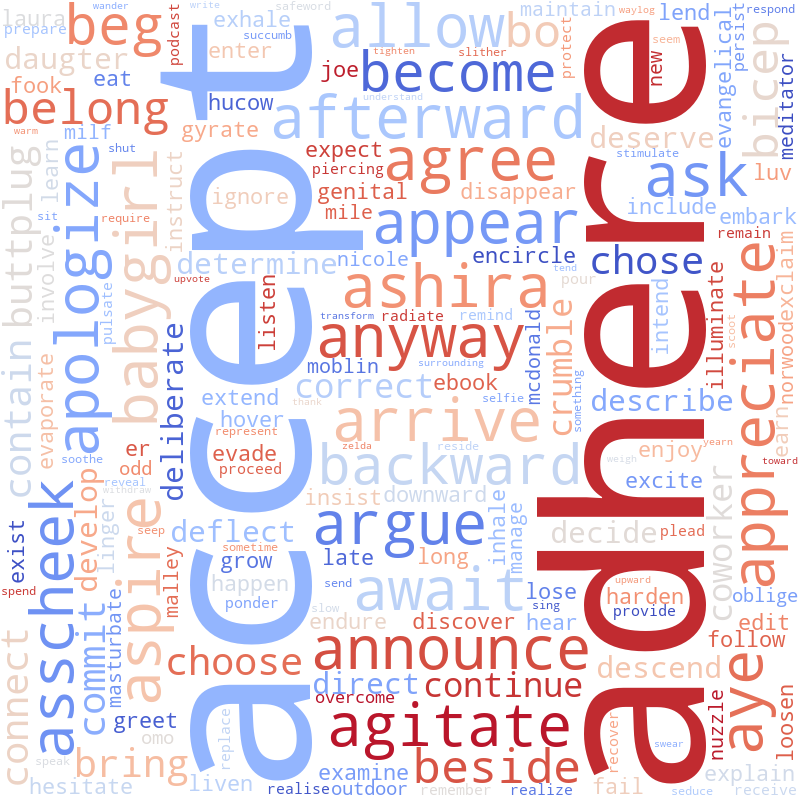 laura
wander
prepare
beg
podcast
write
safeword
exhale
succumb
enter
allow
bo
maintain
lend
waylog
respond
persist
seem
evangelical
bicep
meditator
daugter
fook
eat
joe
become
slither
tighten
protect
new
belong
hucow
understand
afterward
warm
milf
gyrate
shut
expect
agree
deserve
stimulate
ask
luv
piercing
genital
disappear
ignore
instruct
learn
buttplug
sit
require
mile
appear
include
embark
remain
apologize
babygirl
accept
adhere
involve
determine
nicole
encircle
chose
intend
norwoodexclaim
upvote
listen
ashira
tend
pour
illuminate
appreciate
pulsate
transform
radiate
remind
mcdonald
crumble
scoot
contain
deliberate
anyway
moblin
surrounding
evaporate
extend
correct
ebook
describe
hover
thank
selfie
something
earn
represent
arrive
er
evade
zelda
reside
enjoy
yearn
soothe
odd
proceed
backward
weigh
toward
reveal
excite
withdraw
develop
insist
downward
inhale
manage
asscheek
linger
aspire
seep
deflect
argue
decide
plead
coworker
exist
sometime
grow
late
long
malley
happen
send
await
upward
spend
ponder
lose
harden
oblige
slow
sing
provide
commit
masturbate
endure
discover
hear
edit
connect
choose
announce
follow
descend
aye
direct
continue
greet
overcome
nuzzle
loosen
replace
agitate
recover
omo
swear
speak
bring
examine
beside
explain
hesitate
liven
realise
outdoor
remember
realize
fail
seduce
receive